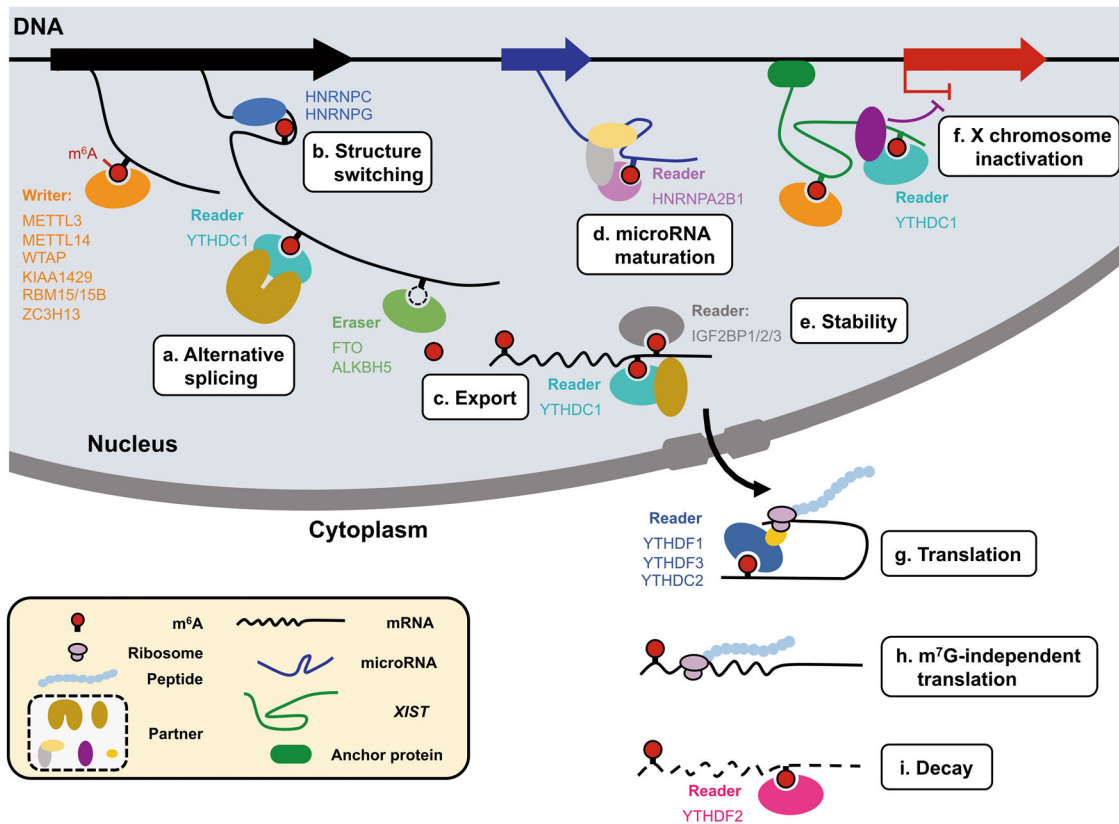 DNA
HNRNPC
HNRNPG
b. Structure
switching
m⁶A
Writer:
METTL3
METTL14
WTAP
KIAA1429
RBM15/15B
ZC3H13
Reader
YTHDC1
a. Alternative
splicing
Eraser
FTO
ALKBH5
Reader
HNRNPA2B1
d. microRNA
maturation
f. X chromosome
inactivation
Reader
YTHDC1
Reader:
IGF2BP1/2/3
e. Stability
c. Export
Reader
YTHDC1
Nucleus
Cytoplasm
Reader
YTHDF1
YTHDF3
YTHDC2
g. Translation
h. m⁷G-independent
translation
i. Decay
Reader
YTHDF2
m⁶A
mRNA
Ribosome
Peptide
microRNA
Partner
XIST
Anchor protein